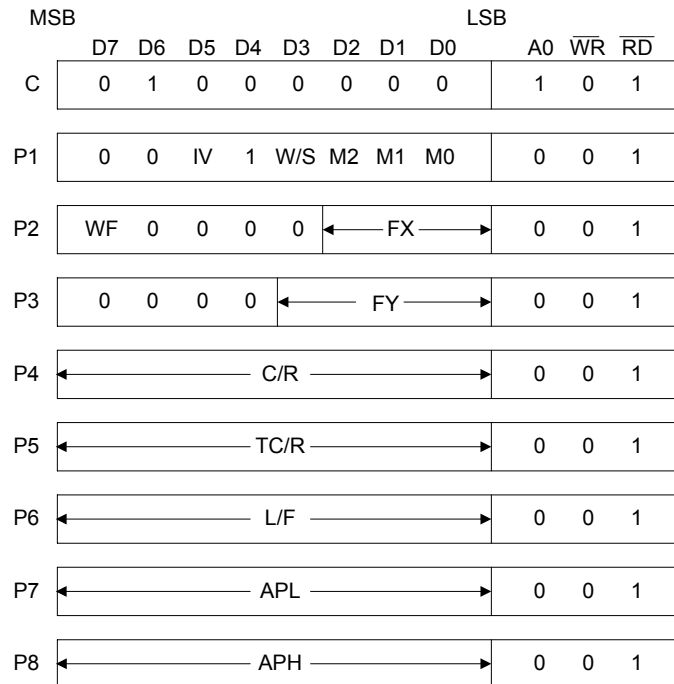 MSB LSB
D7 D6 D5 D4 D3 D2 D1 D0 A0 WR RD
C 0 1 0 0 0 0 0 0 1 0 1
P1 0 0 IV 1 W/S M2 M1 M0 0 0 1
P2 WF 0 0 0 0 FX 0 0 1
P3 0 0 0 0 FY 0 0 1
P4 C/R 0 0 1
P5 TC/R 0 0 1
P6 L/F 0 0 1
P7 APL 0 0 1
P8 APH 0 0 1